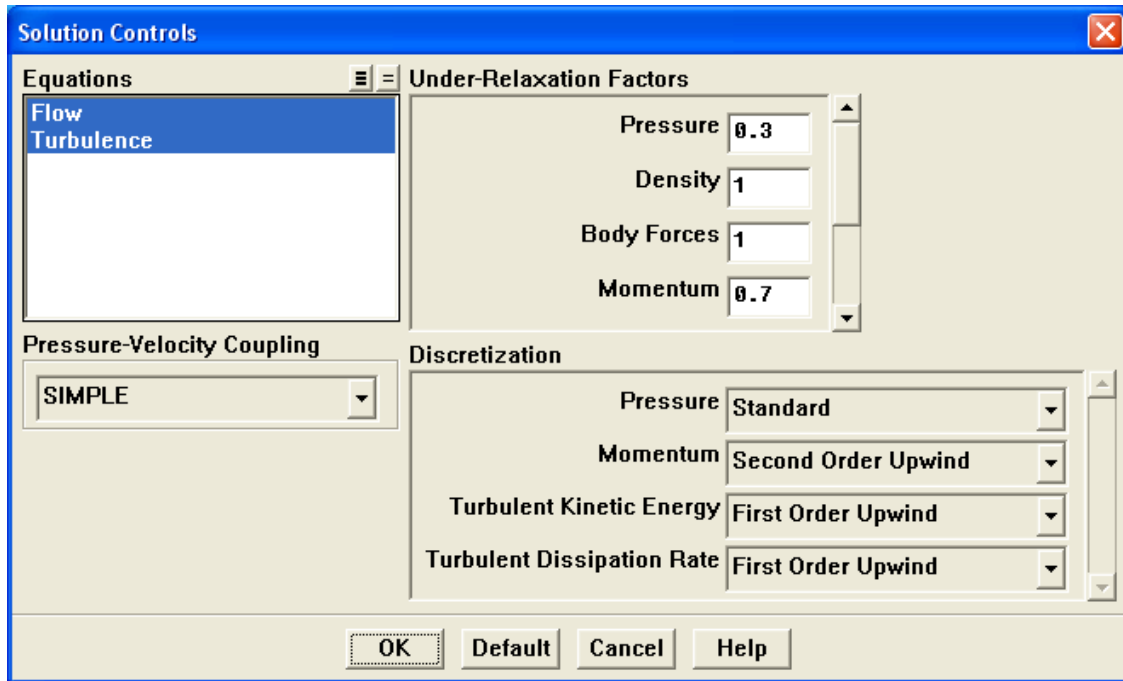 Solution Controls
Equations
Flow
Turbulence
Pressure-Velocity Coupling
SIMPLE
Under-Relaxation Factors
Pressure 0.3
Density 1
Body Forces 1
Momentum 0.7
Discretization
Pressure Standard
Momentum Second Order Upwind
Turbulent Kinetic Energy First Order Upwind
Turbulent Dissipation Rate First Order Upwind
OK Default Cancel Help